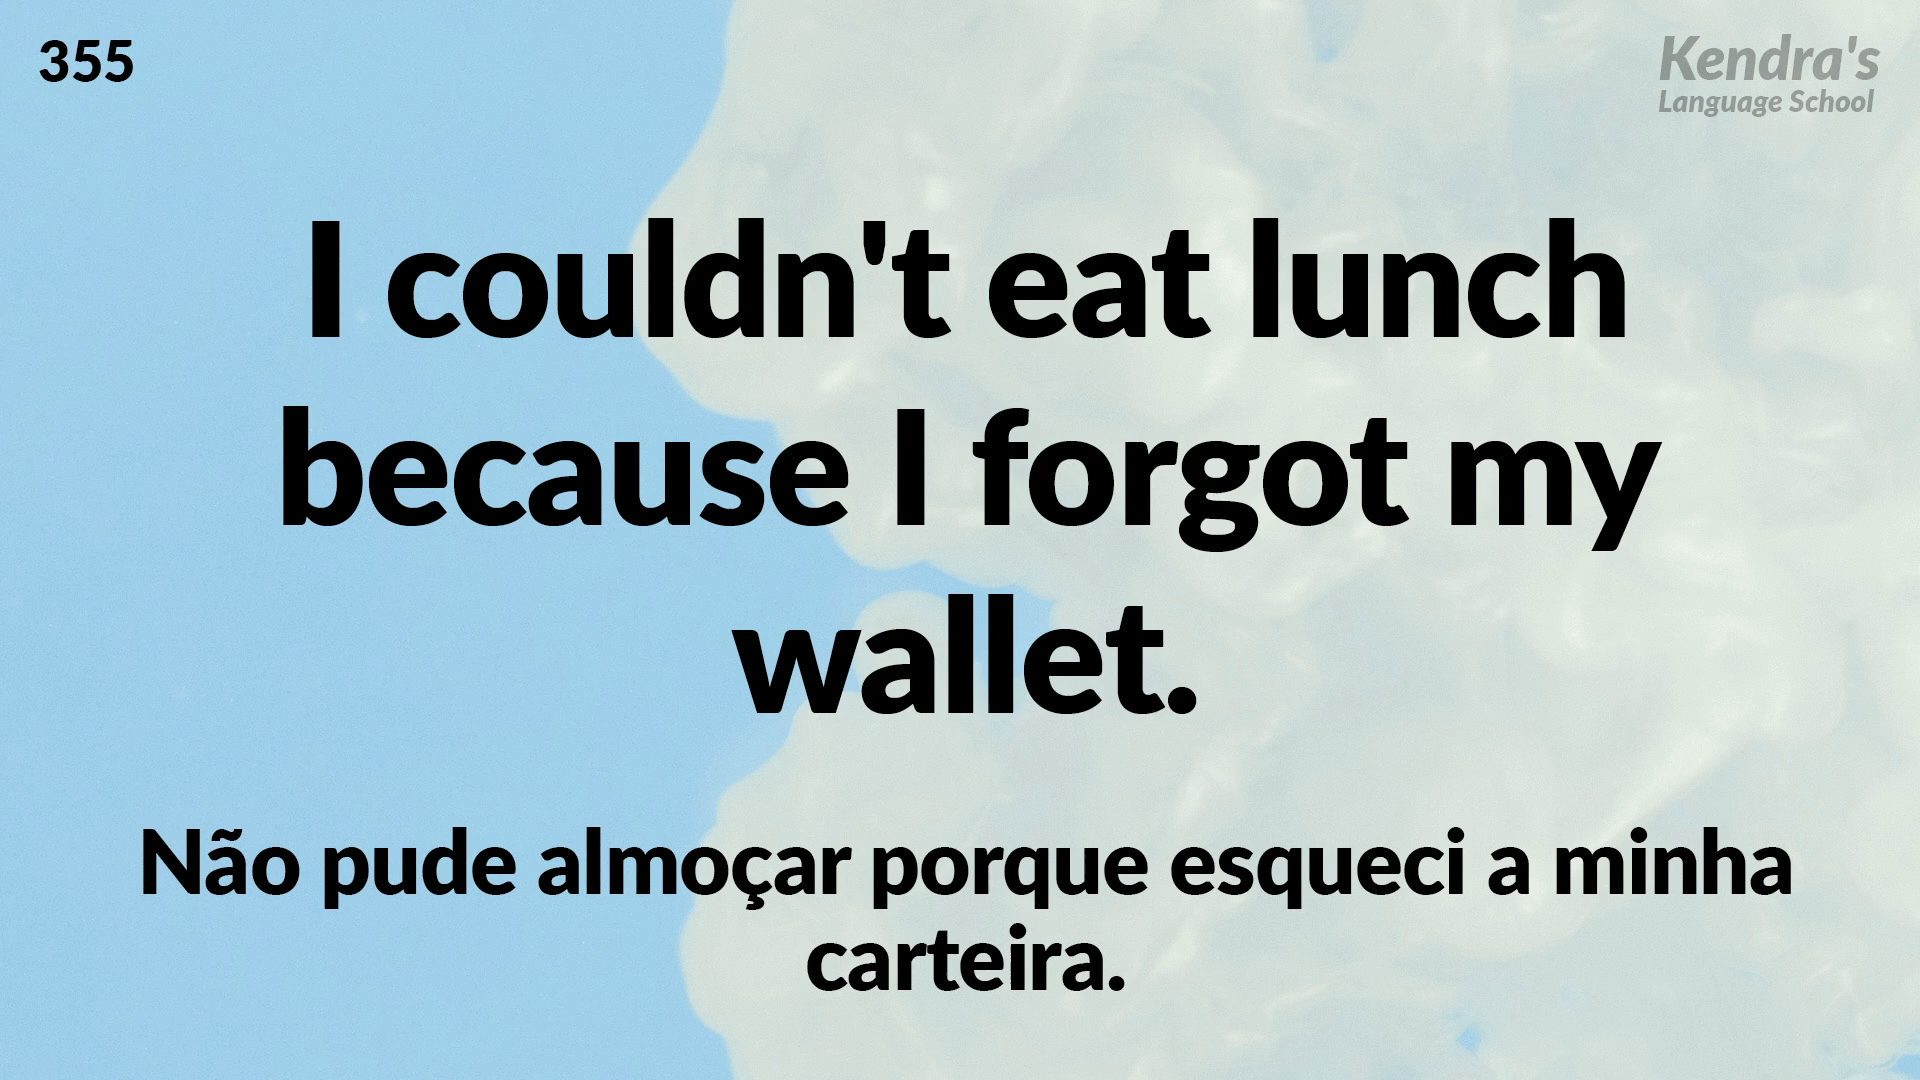 355
Kendra's
Language School
I couldn't eat lunch
because I forgot my
wallet.
Não pude almoçar porque esqueci a minha
carteira.